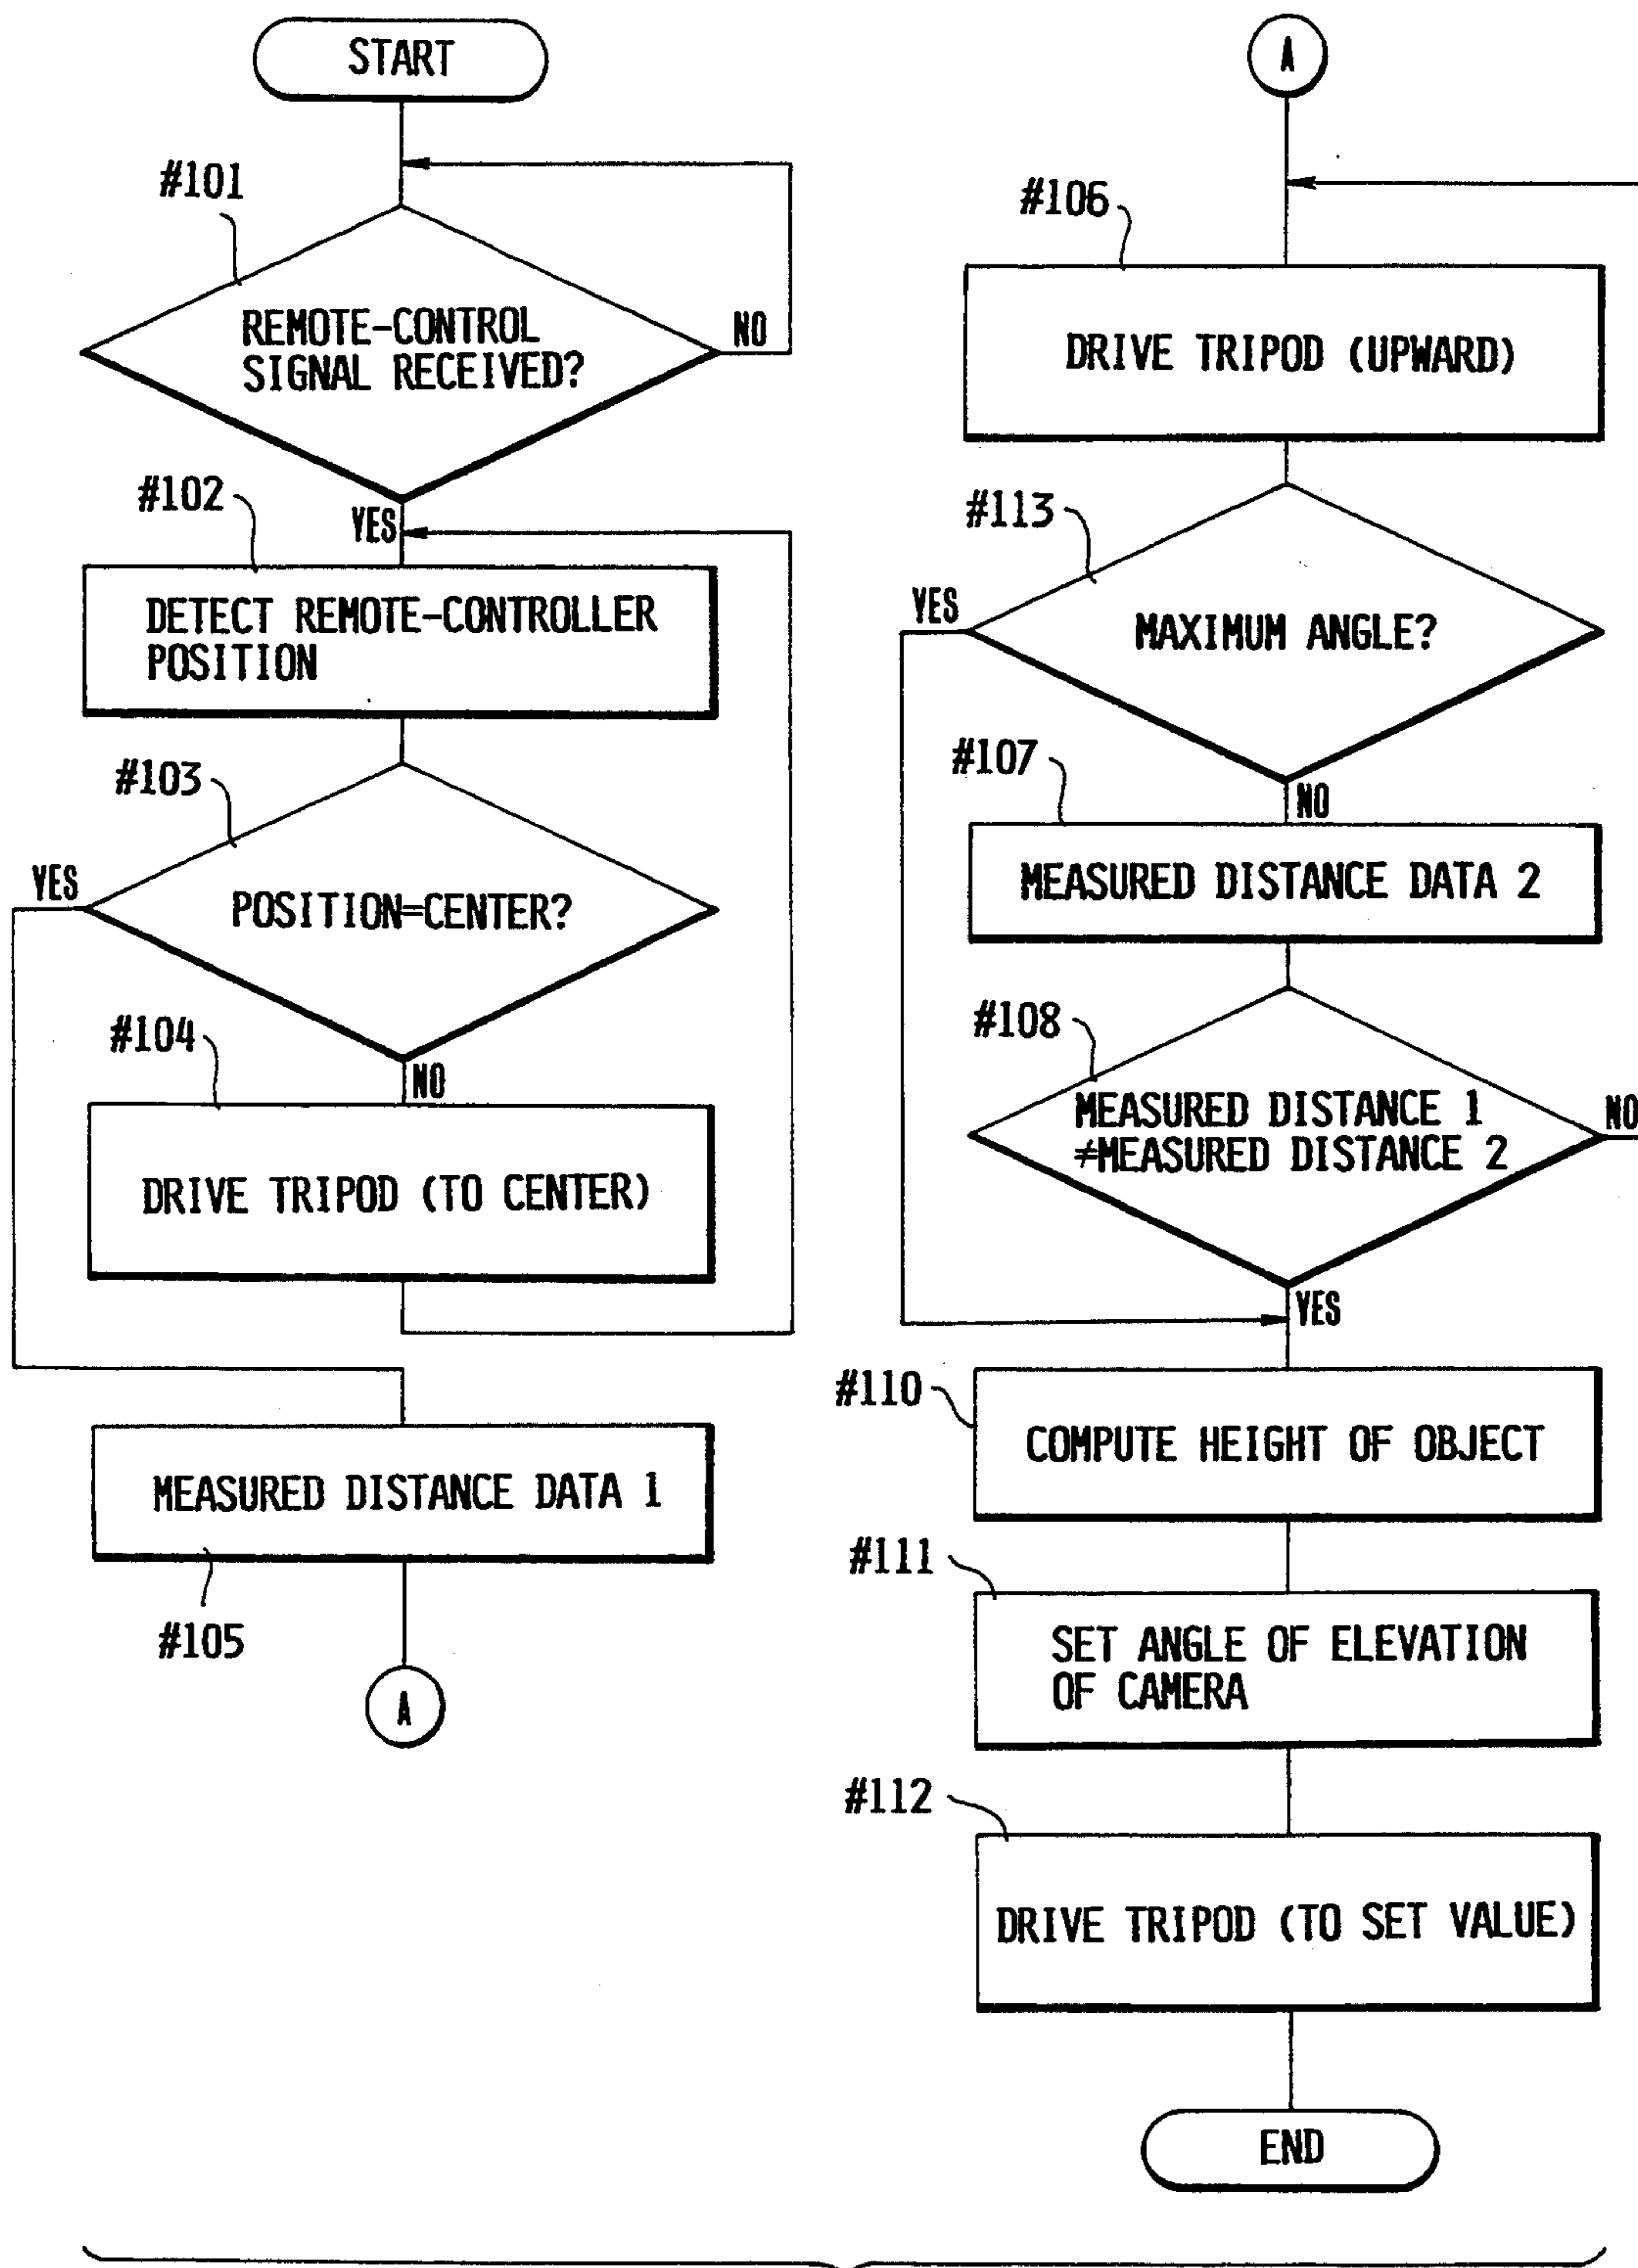 START
#101
REMOTE-CONTROL
SIGNAL RECEIVED?
NO
YES
#102
DETECT REMOTE-CONTROLLER
POSITION
#103
YES
POSITION=CENTER?
NO
#104
DRIVE TRIPOD (TO CENTER)
MEASURED DISTANCE DATA 1
#105
A
A
#106
DRIVE TRIPOD (UPWARD)
#113
YES
MAXIMUM ANGLE?
NO
#107
MEASURED DISTANCE DATA 2
#108
MEASURED DISTANCE 1
≠MEASURED DISTANCE 2
NO
YES
#110
COMPUTE HEIGHT OF OBJECT
#111
SET ANGLE OF ELEVATION
OF CAMERA
#112
DRIVE TRIPOD (TO SET VALUE)
END